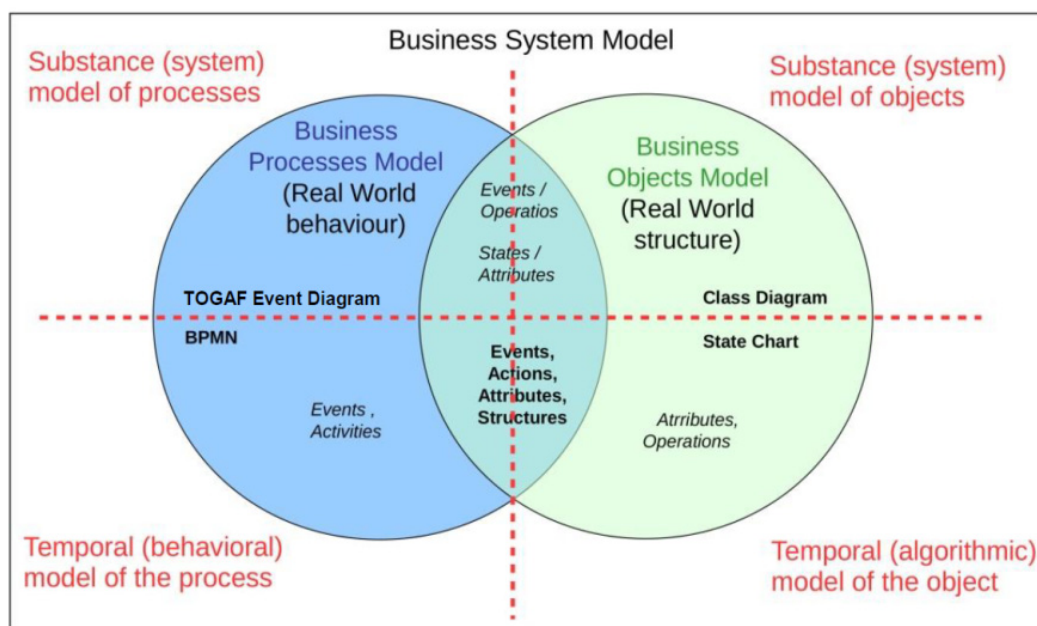 Business System Model
Substance (system)
model of processes
Substance (system)
model of objects
Business
Processes Model
(Real World
behaviour)
Events /
Operatios
States /
Attributes
Business
Objects Model
(Real World
structure)
TOGAF Event Diagram
BPMN
Class Diagram
State Chart
Events,
Actions,
Attributes,
Structures
Events ,
Activities
Atrributes,
Operations
Temporal (behavioral)
model of the process
Temporal (algorithmic)
model of the object